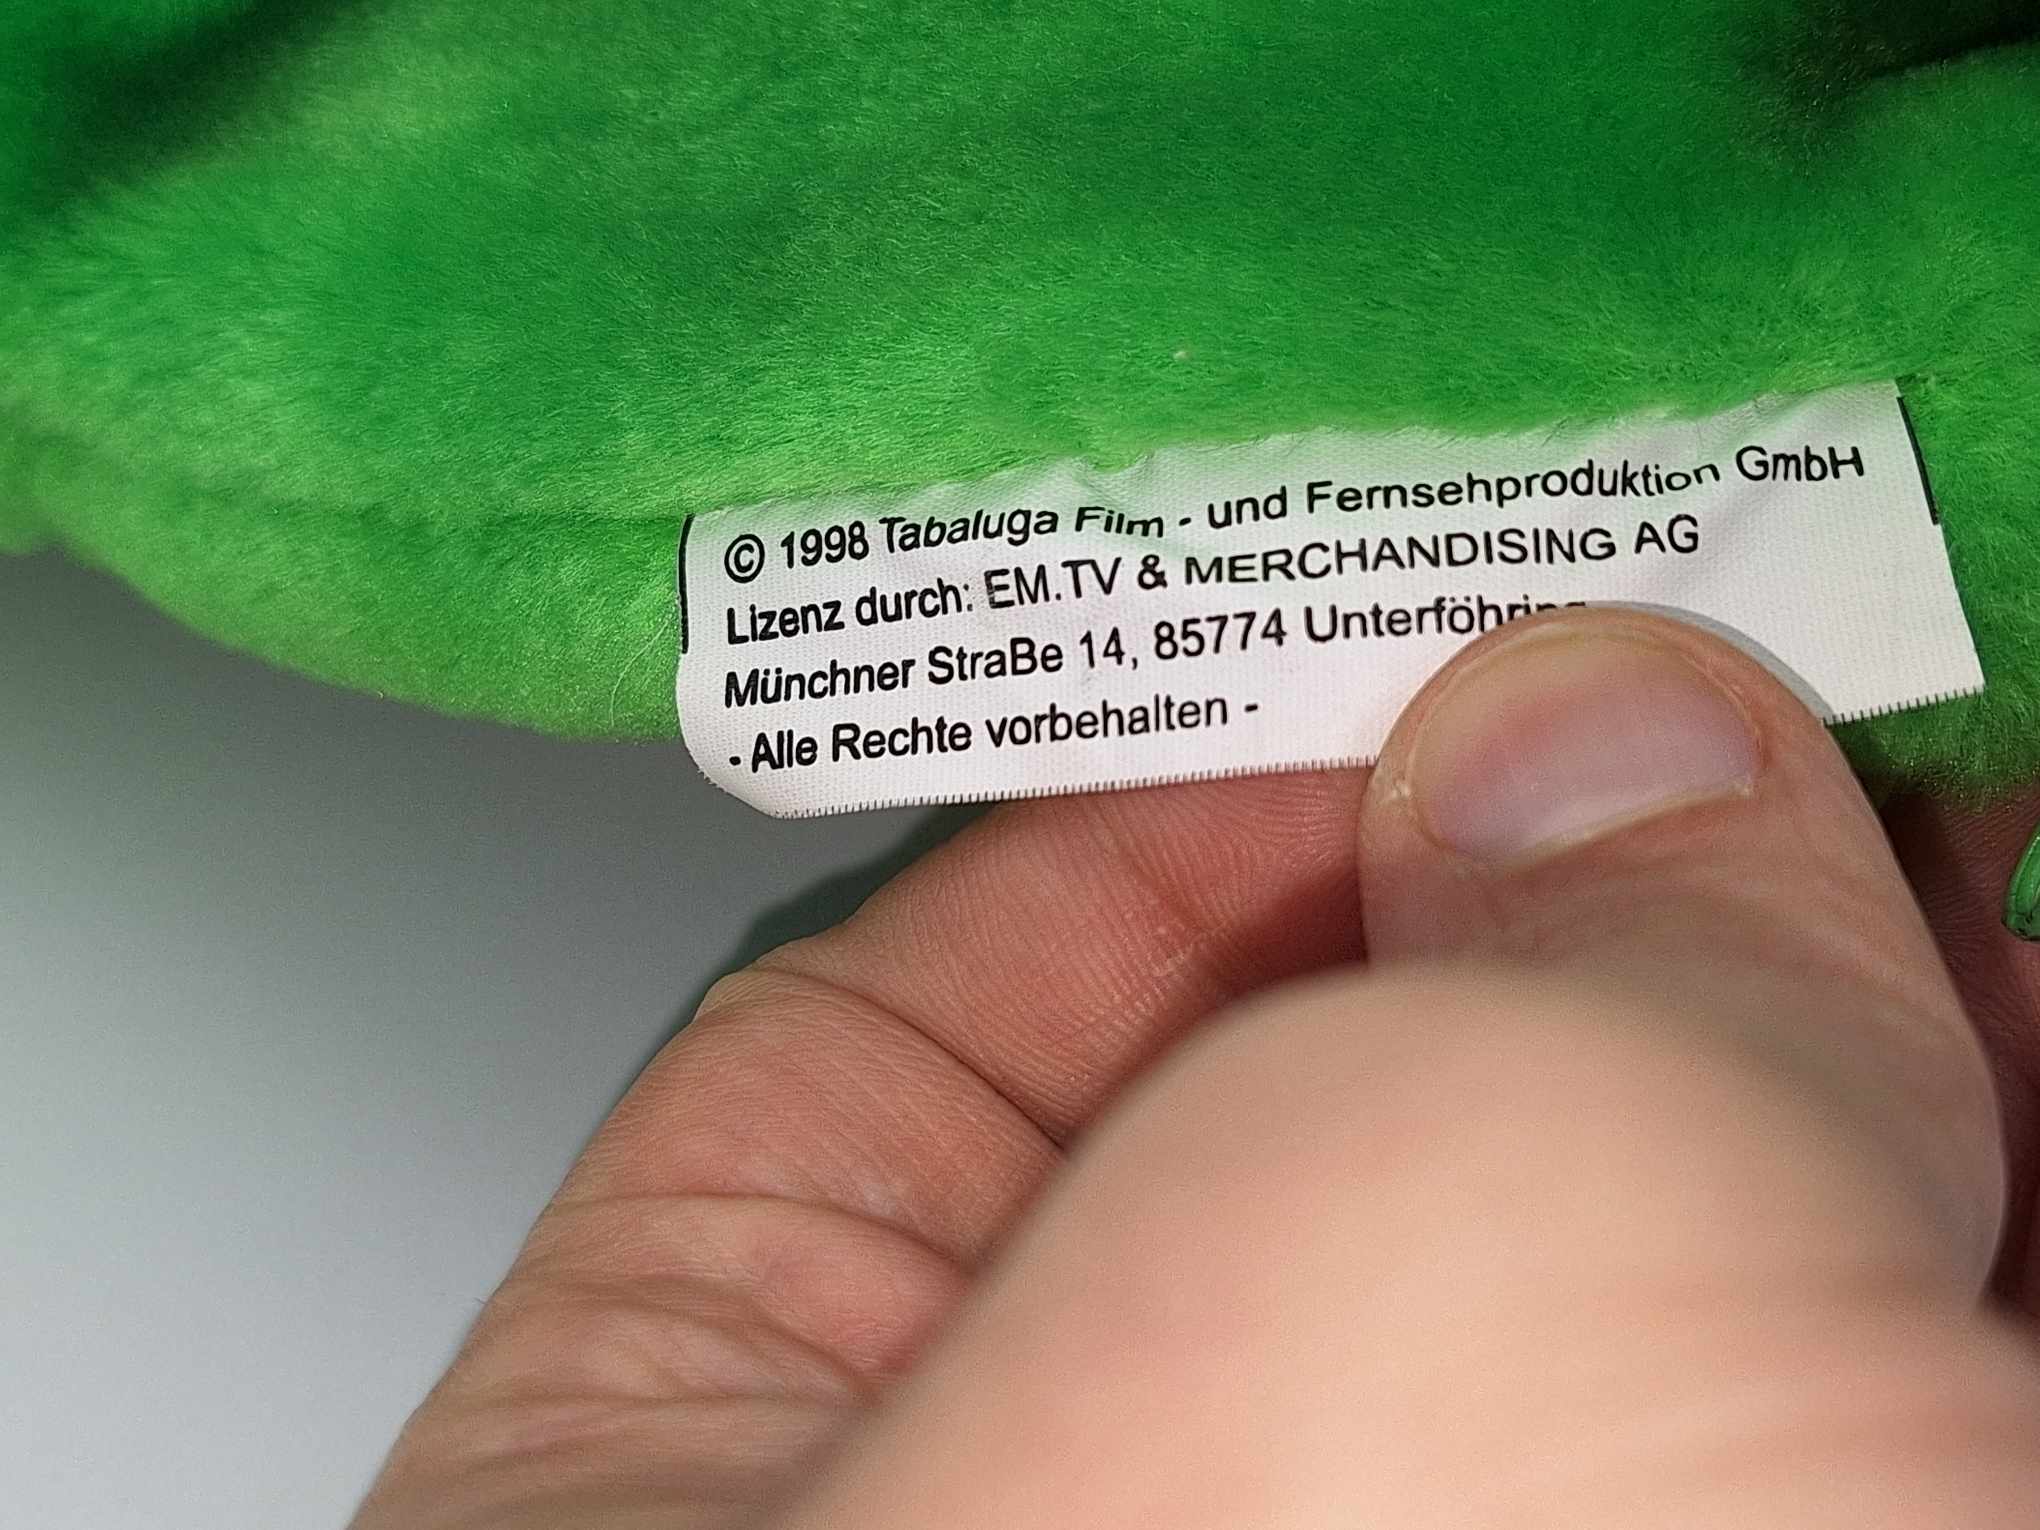 © 1998 Tabaluga Film - und Fernsehproduktion GmbH
Lizenz durch: EM.TV & MERCHANDISING AG
Münchner StraBe 14, 85774 Unterföhring
- Alle Rechte vorbehalten -